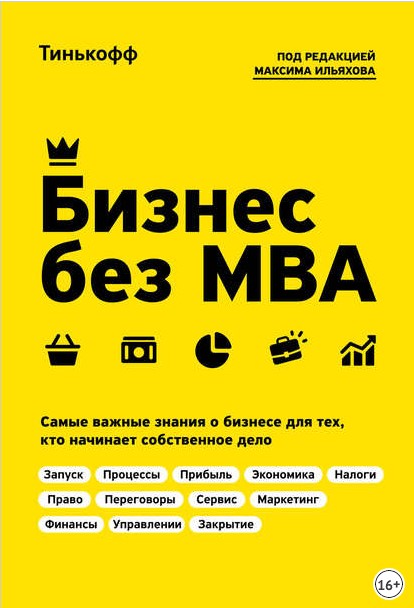 Тинькофф
ПОД РЕДАКЦИЕЙ
МАКСИМА ИЛЬЯХОВА
Бизнес
без МВА
Самые важные знания о бизнесе для тех,
кто начинает собственное дело
Запуск Процессы Прибыль Экономика Налоги
Право Переговоры Сервис Маркетинг
Финансы Управлении Закрытие
16+